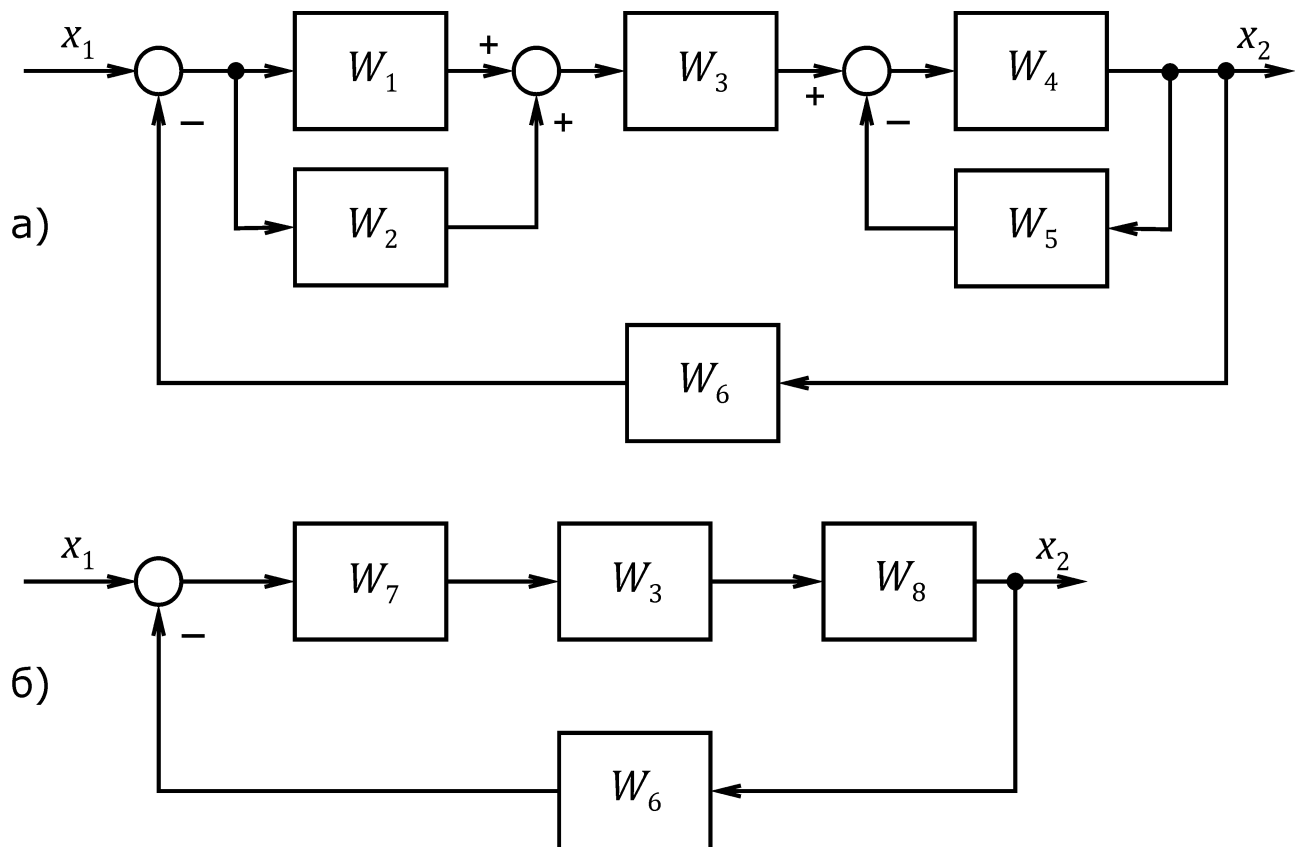 x₁ W₁ + W₃ W₄ x₂
+
− + −
а) W₂ W₅
W₆
x₁ W₇ W₃ W₈ x₂
−
б)
W₆